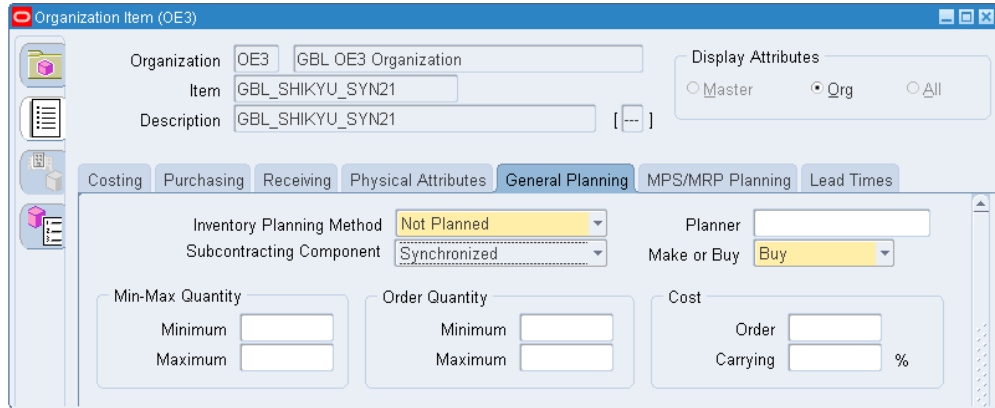 Organization Item (OE3)
Organization OE3 GBL OE3 Organization
Item GBL_SHIKYU_SYN21
Description GBL_SHIKYU_SYN21 [ --- ]
Display Attributes
Master Org All
Costing Purchasing Receiving Physical Attributes General Planning MPS/MRP Planning Lead Times
Inventory Planning Method Not Planned Planner
Subcontracting Component Synchronized Make or Buy Buy
Min-Max Quantity Order Quantity Cost
Minimum Minimum Order
Maximum Maximum Carrying %